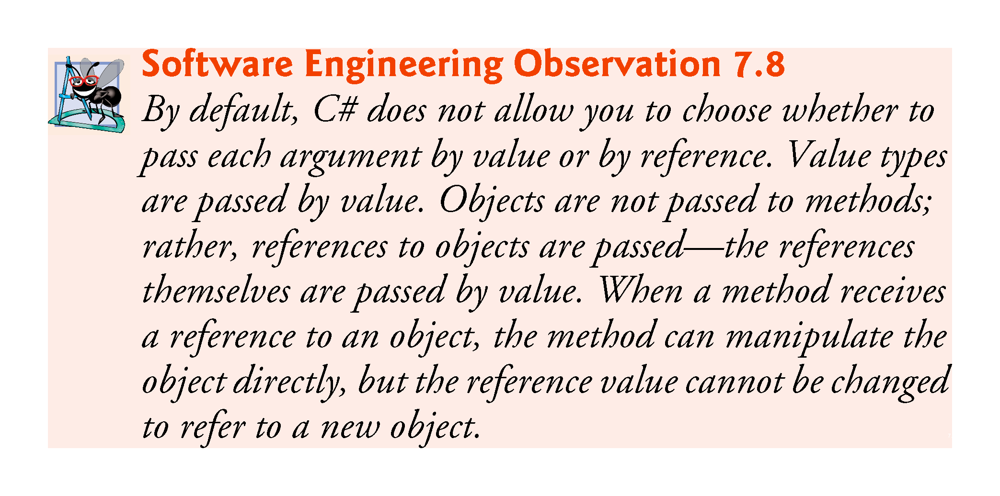 Software Engineering Observation 7.8
By default, C# does not allow you to choose whether to
pass each argument by value or by reference. Value types
are passed by value. Objects are not passed to methods;
rather, references to objects are passed—the references
themselves are passed by value. When a method receives
a reference to an object, the method can manipulate the
object directly, but the reference value cannot be changed
to refer to a new object.